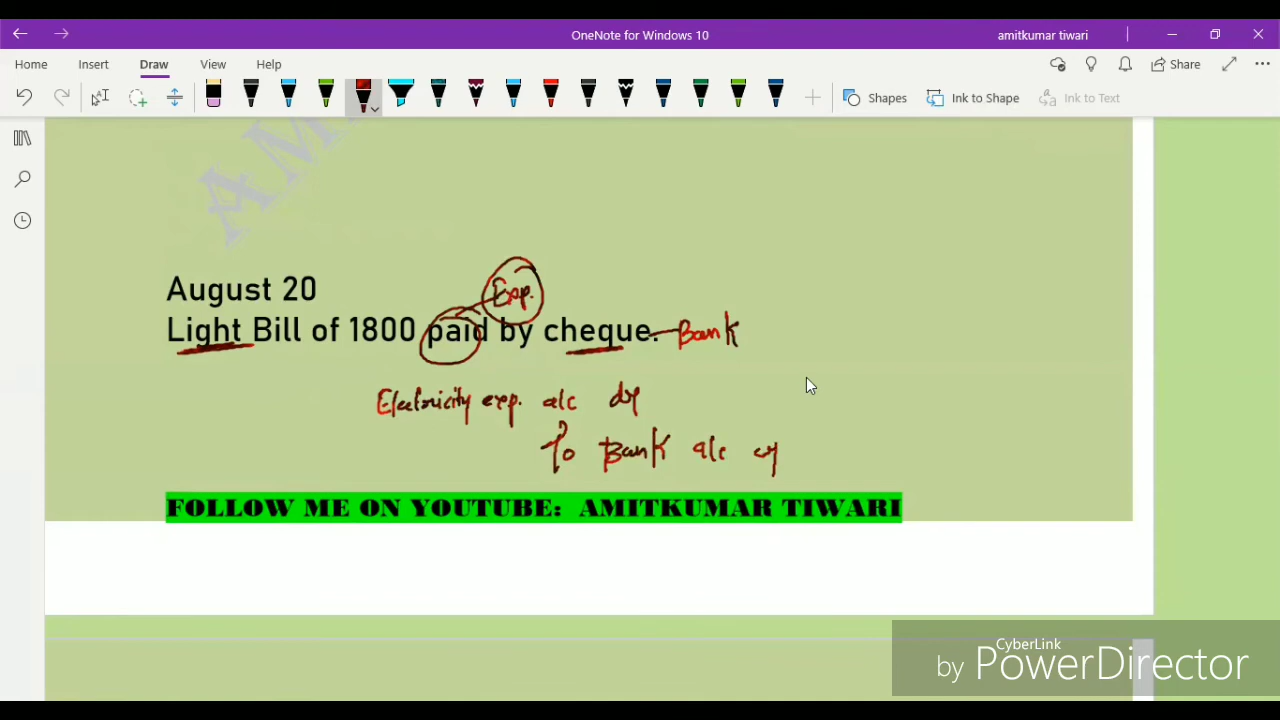 OneNote for Windows 10
amitkumar tiwari
Home Insert Draw View Help
Share
Shapes
Ink to Shape
Ink to Text
AM
August 20
Exp.
Light Bill of 1800 paid by cheque. Bank
Electricity exp. a/c dr
To Bank a/c cr
FOLLOW ME ON YOUTUBE: AMITKUMAR TIWARI
CyberLink
by PowerDirector